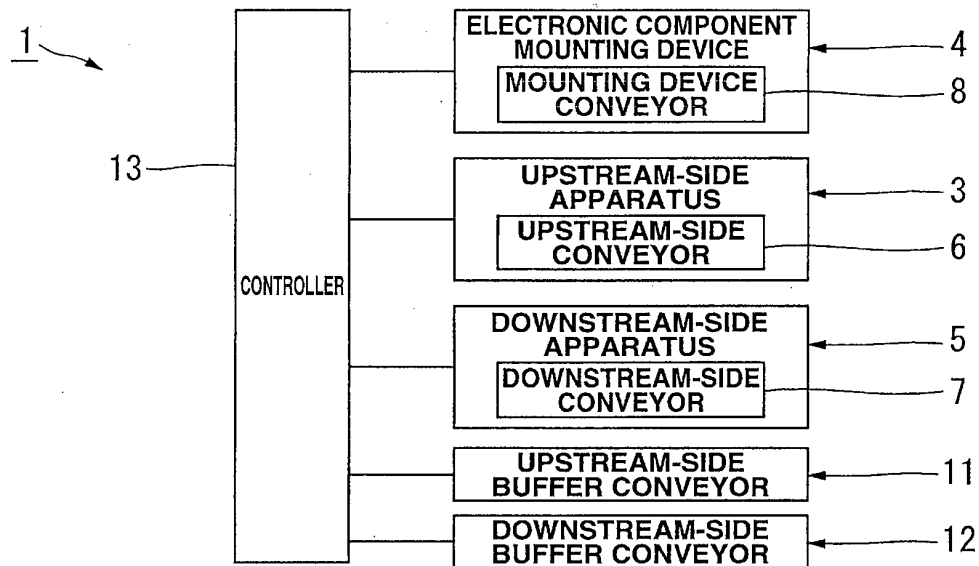 1
ELECTRONIC COMPONENT
MOUNTING DEVICE
4
MOUNTING DEVICE
CONVEYOR
8
13
UPSTREAM-SIDE
APPARATUS
3
UPSTREAM-SIDE
CONVEYOR
6
CONTROLLER
DOWNSTREAM-SIDE
APPARATUS
5
DOWNSTREAM-SIDE
CONVEYOR
7
UPSTREAM-SIDE
BUFFER CONVEYOR
11
DOWNSTREAM-SIDE
BUFFER CONVEYOR
12